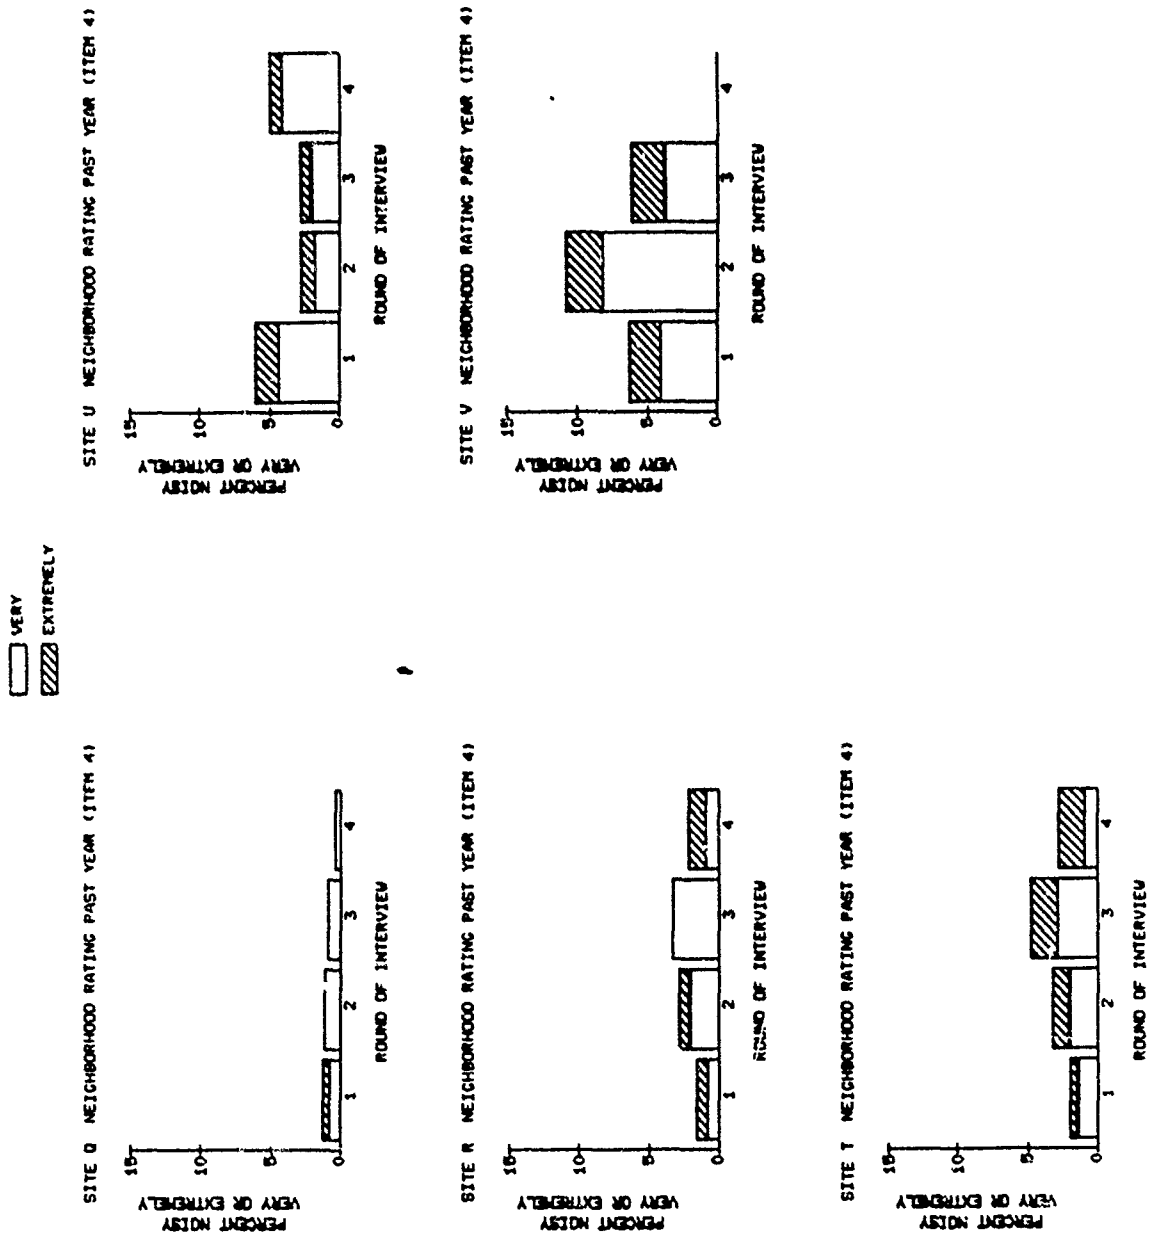 VERY
EXTREMELY
SITE Q NEIGHBORHOOD RATING PAST YEAR (ITEM 4)
PERCENT NOISY
VERY OR EXTREMELY
15
10
5
0
1 2 3 4
ROUND OF INTERVIEW
SITE R NEIGHBORHOOD RATING PAST YEAR (ITEM 4)
PERCENT NOISY
VERY OR EXTREMELY
15
10
5
0
1 2 3 4
ROUND OF INTERVIEW
SITE T NEIGHBORHOOD RATING PAST YEAR (ITEM 4)
PERCENT NOISY
VERY OR EXTREMELY
15
10
5
0
1 2 3 4
ROUND OF INTERVIEW
SITE U NEIGHBORHOOD RATING PAST YEAR (ITEM 4)
PERCENT NOISY
VERY OR EXTREMELY
15
10
5
0
1 2 3 4
ROUND OF INTERVIEW
SITE V NEIGHBORHOOD RATING PAST YEAR (ITEM 4)
PERCENT NOISY
VERY OR EXTREMELY
15
10
5
0
1 2 3 4
ROUND OF INTERVIEW